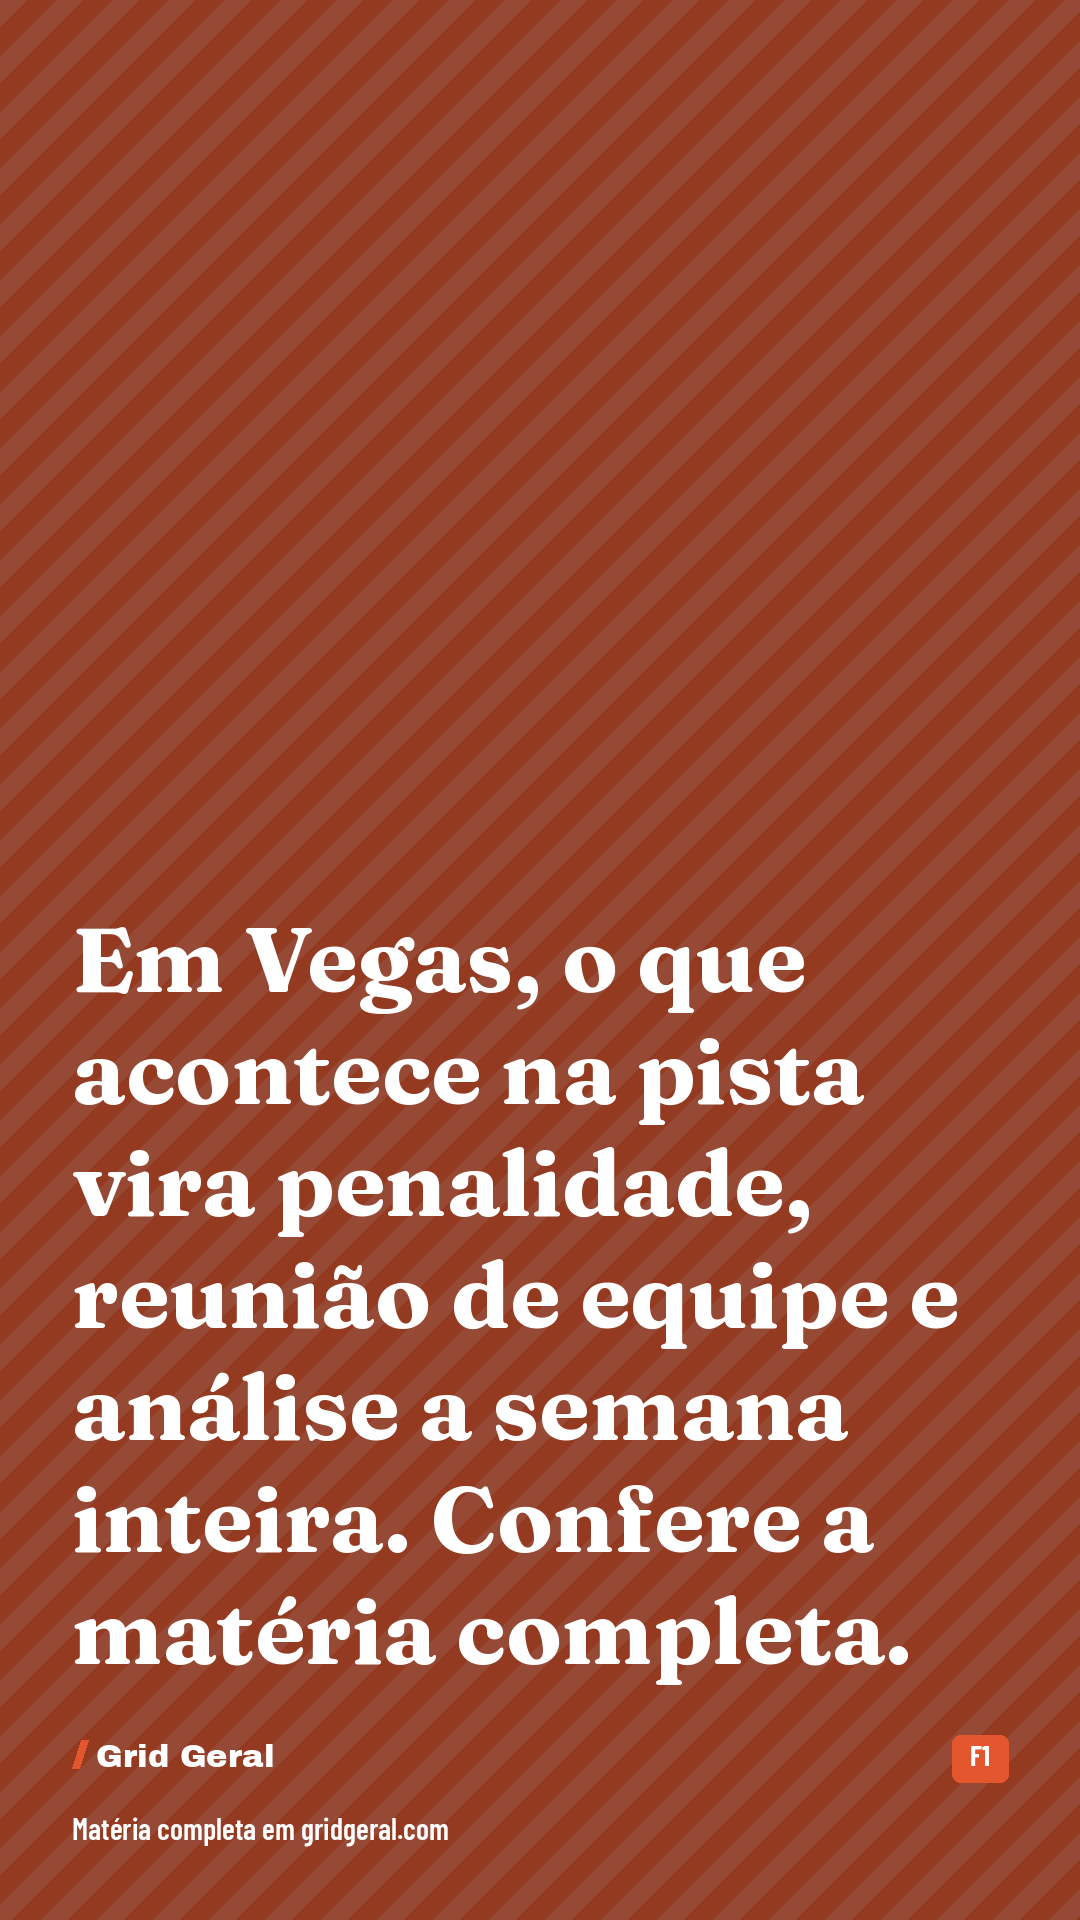 Em Vegas, o que
acontece na pista
vira penalidade,
reunião de equipe e
análise a semana
inteira. Confere a
matéria completa.
/ Grid Geral
F1
Matéria completa em gridgeral.com